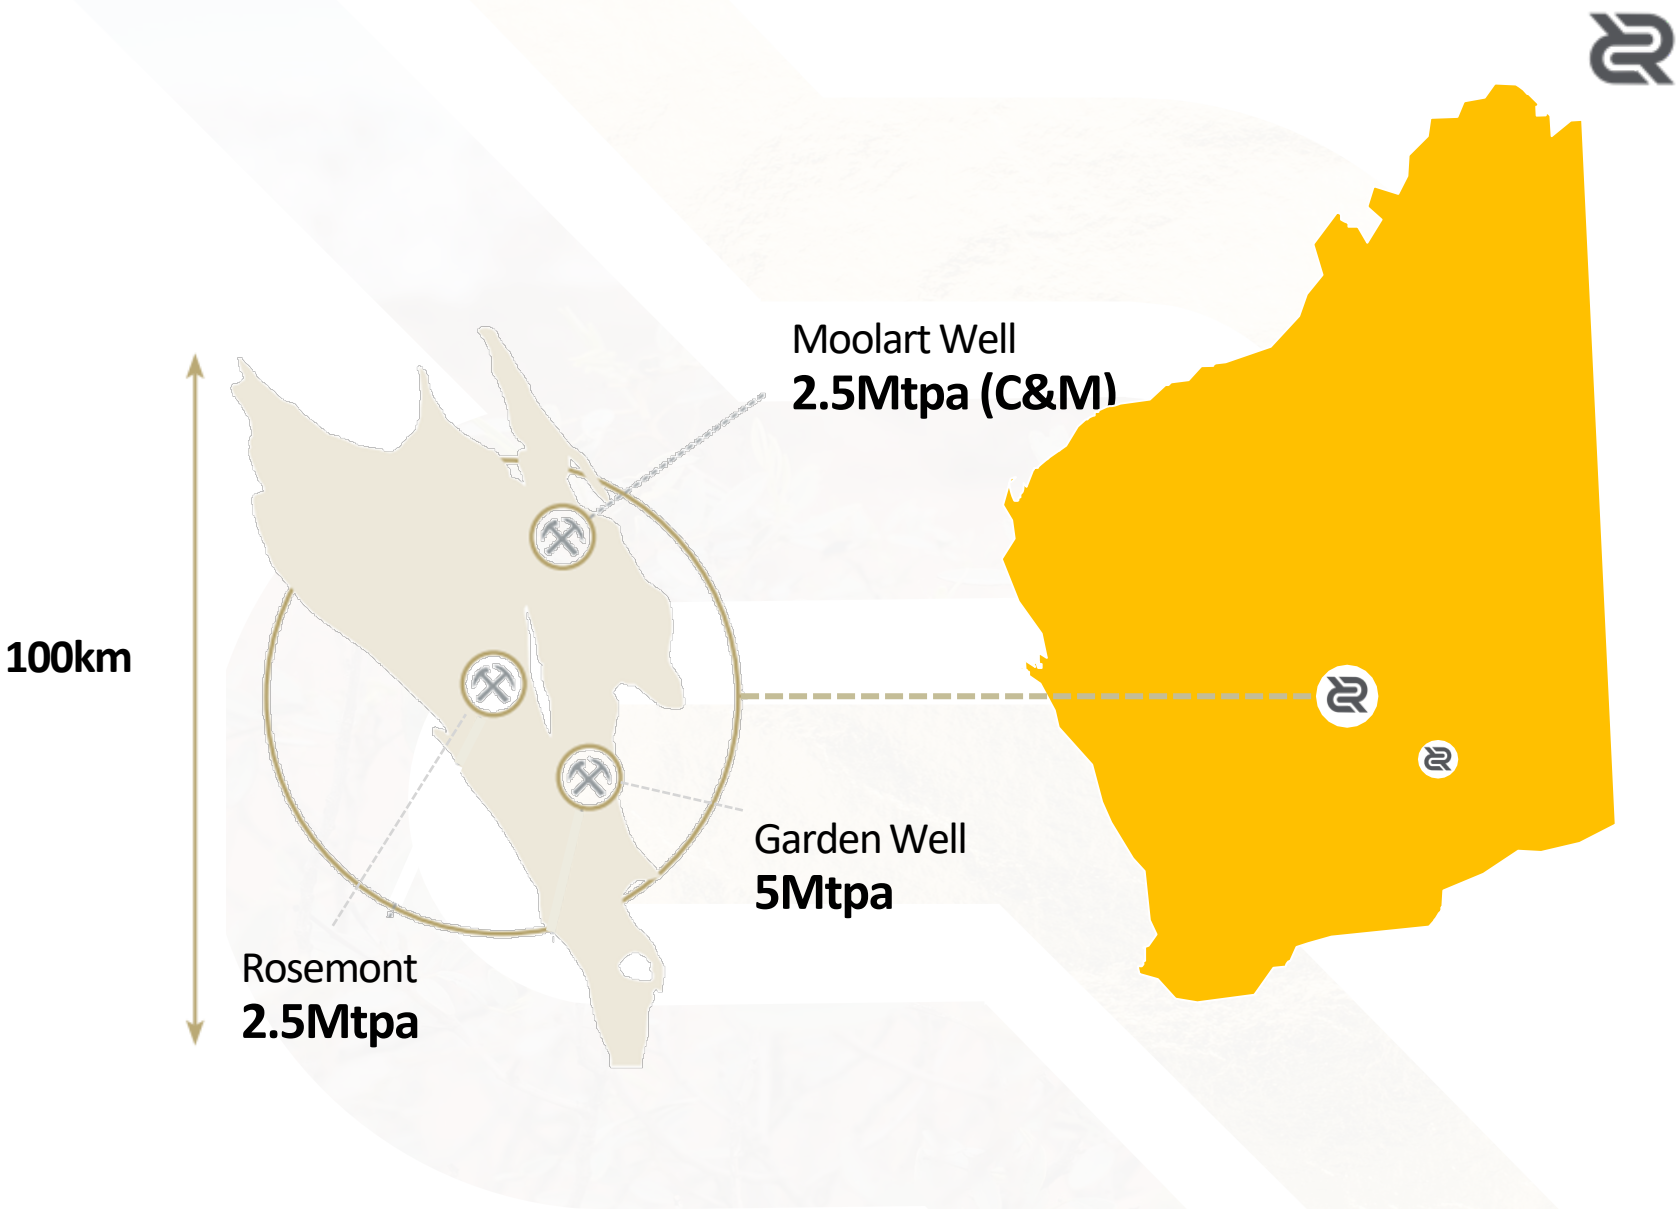 Moolart Well
2.5Mtpa (C&M)
100km
Garden Well
5Mtpa
Rosemont
2.5Mtpa